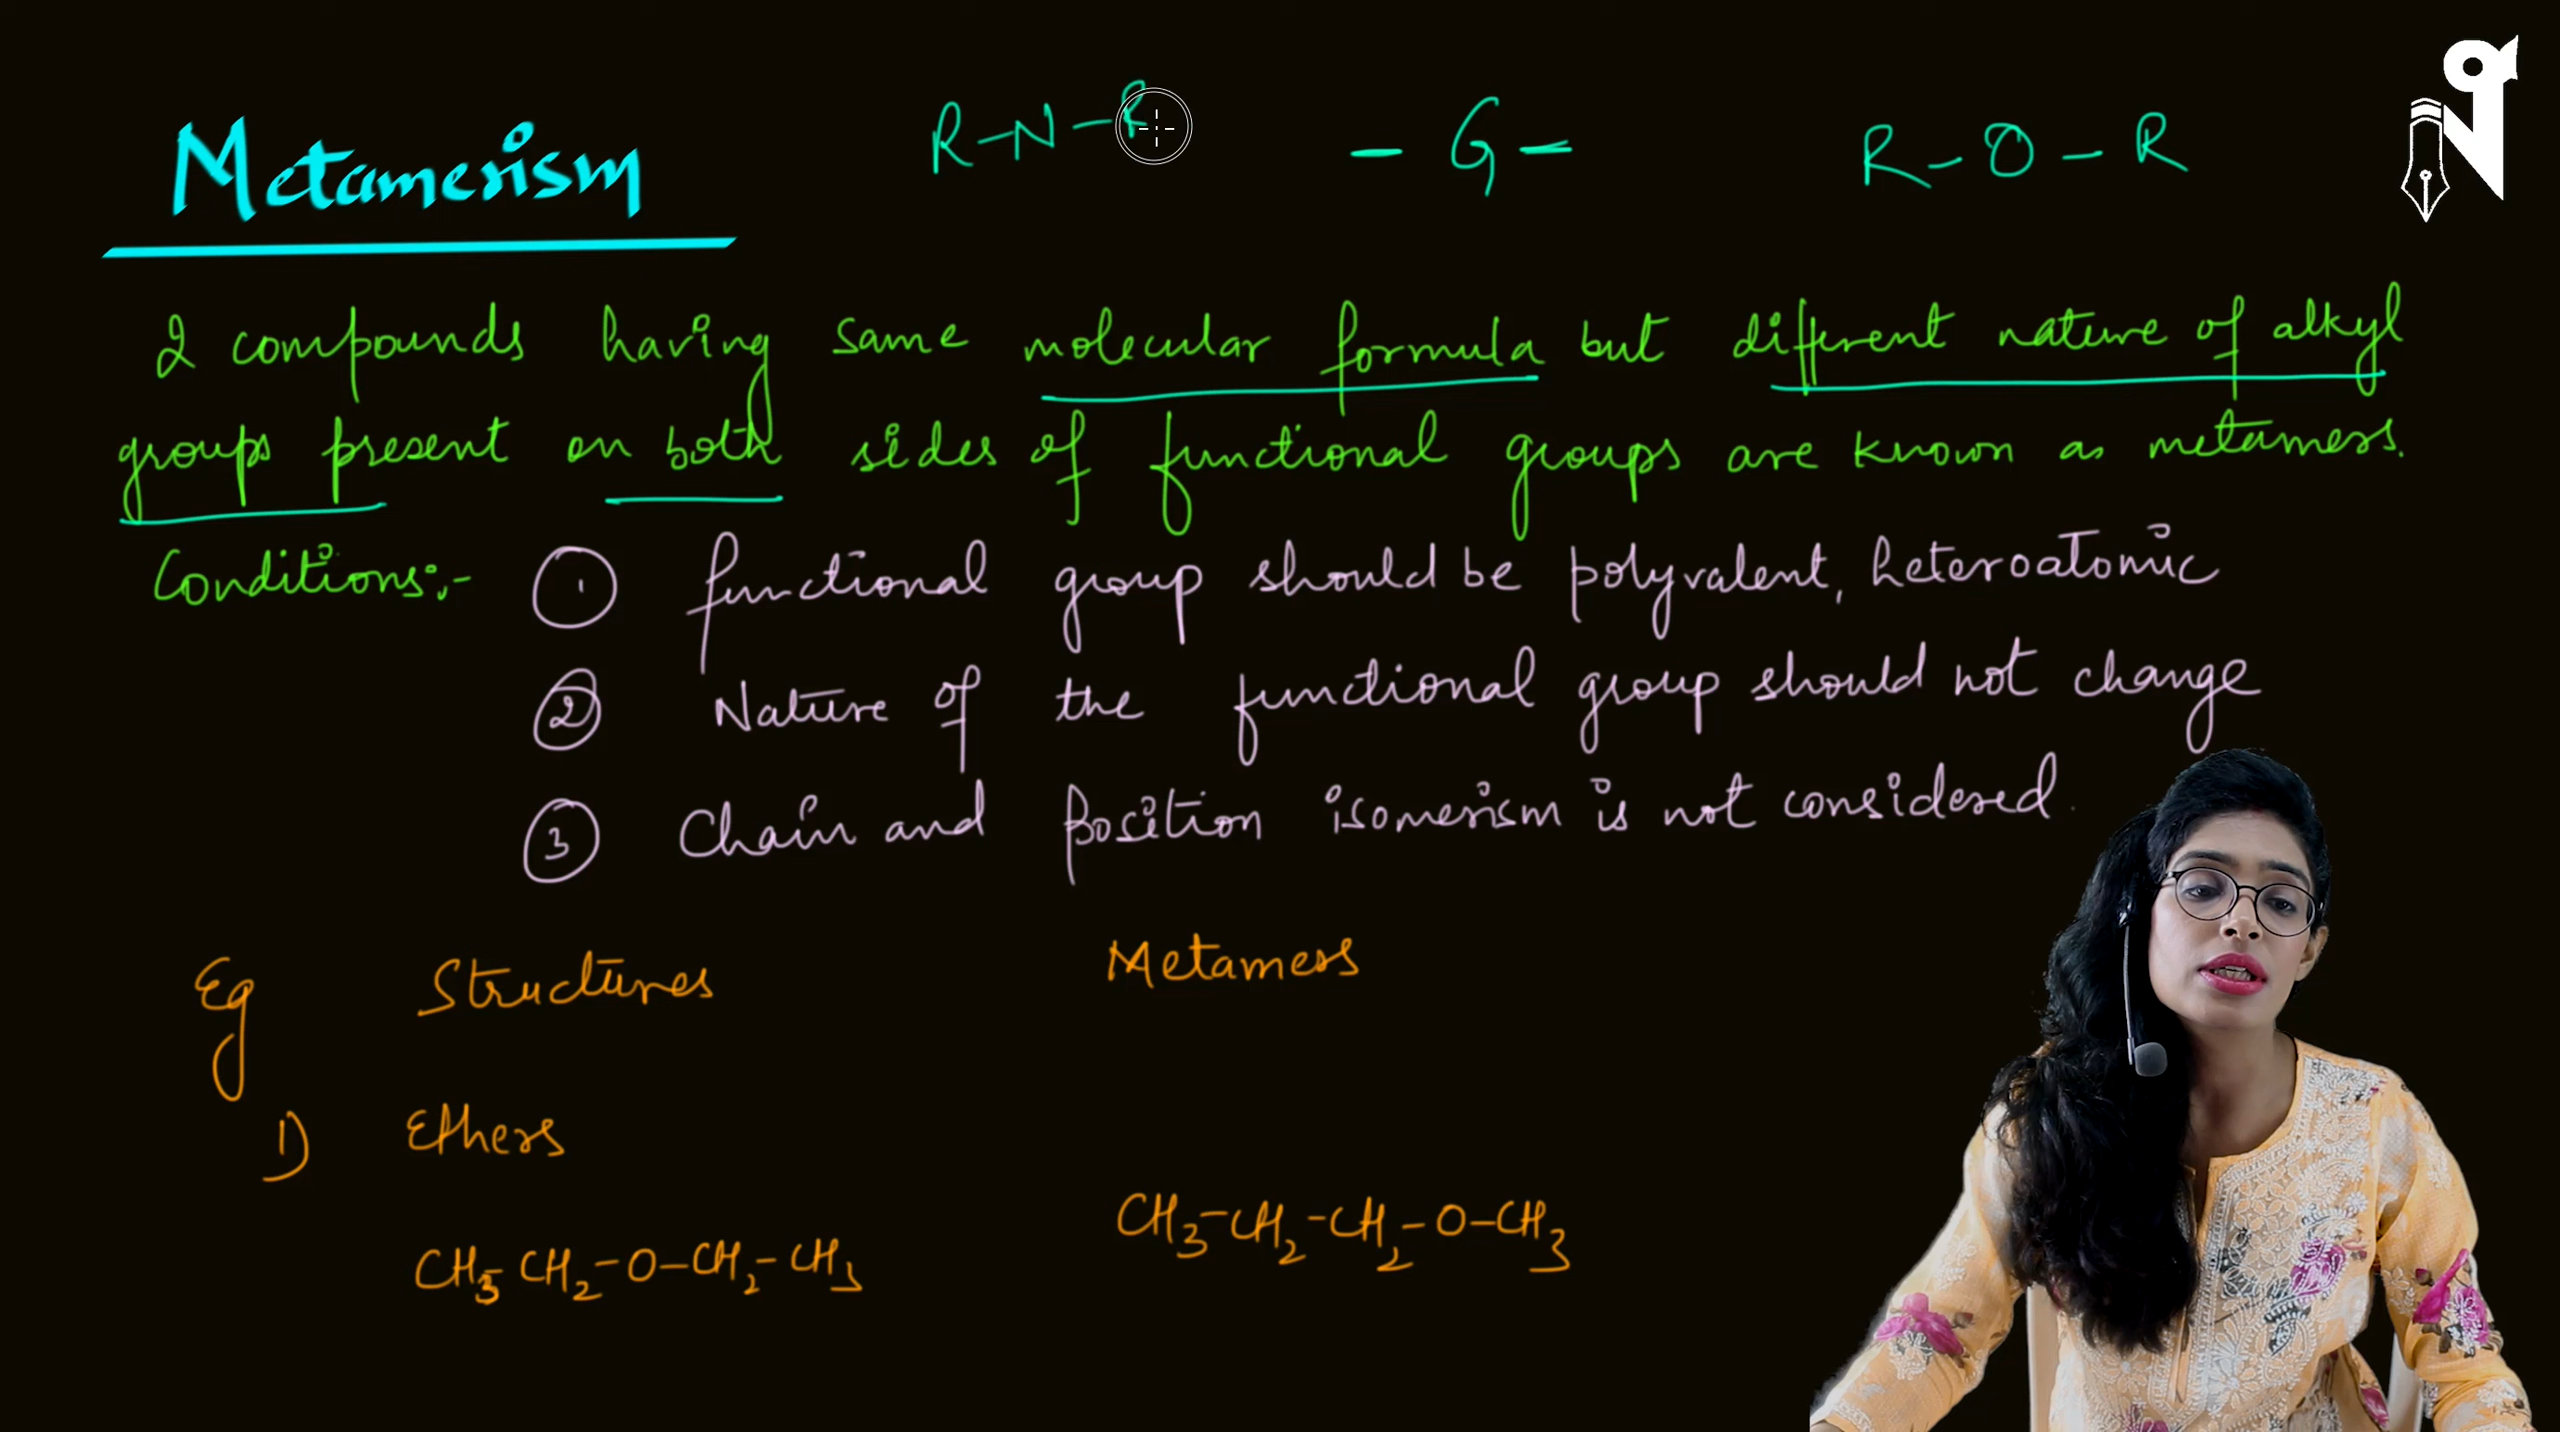 R-N-R - G - R-O-R
Metamerism
2 compounds having same molecular formula but different nature of alkyl
groups present on both sides of functional groups are known as metamers.
Conditions:- ① functional group should be polyvalent, heteroatomic
② Nature of the functional group should not change
③ Chain and Position isomerism is not considered.
Eg Structures Metamers
1) Ethers
CH₃-CH₂-CH₂-O-CH₃
CH₃-CH₂-O-CH₂-CH₃